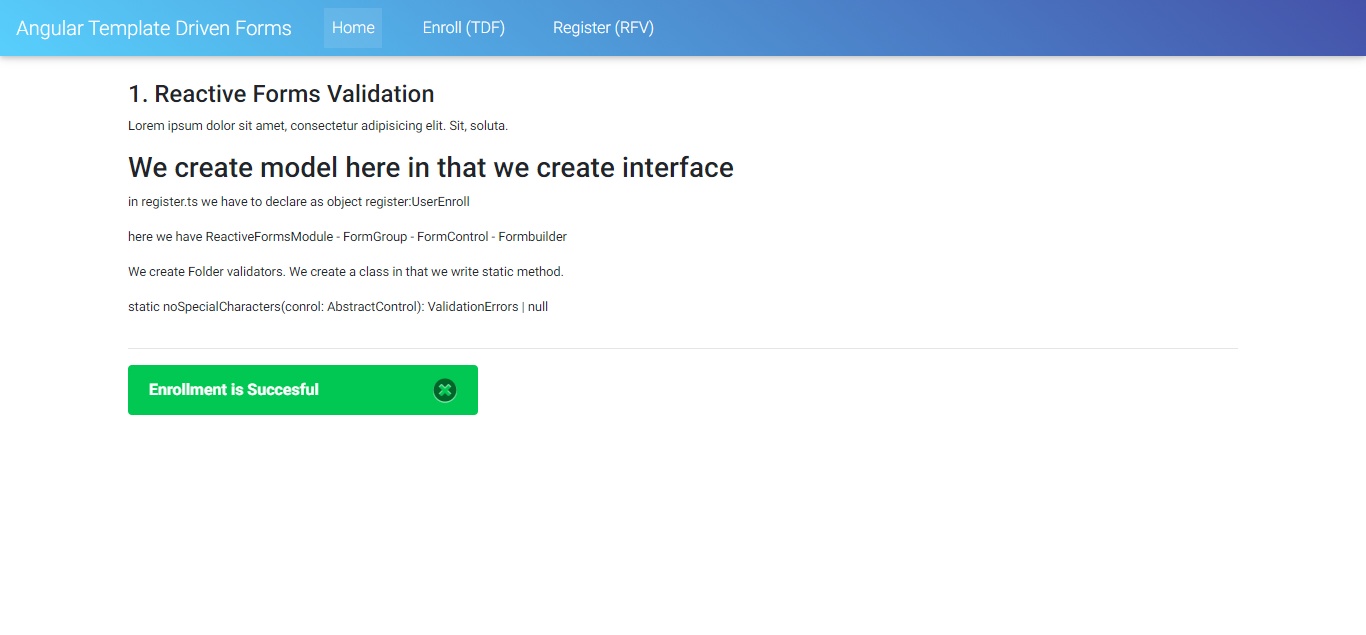 Angular Template Driven Forms Home Enroll (TDF) Register (RFV)
1. Reactive Forms Validation
Lorem ipsum dolor sit amet, consectetur adipisicing elit. Sit, soluta.
We create model here in that we create interface
in register.ts we have to declare as object register:UserEnroll
here we have ReactiveFormsModule - FormGroup - FormControl - Formbuilder
We create Folder validators. We create a class in that we write static method.
static noSpecialCharacters(conrol: AbstractControl): ValidationErrors | null
Enrollment is Succesful